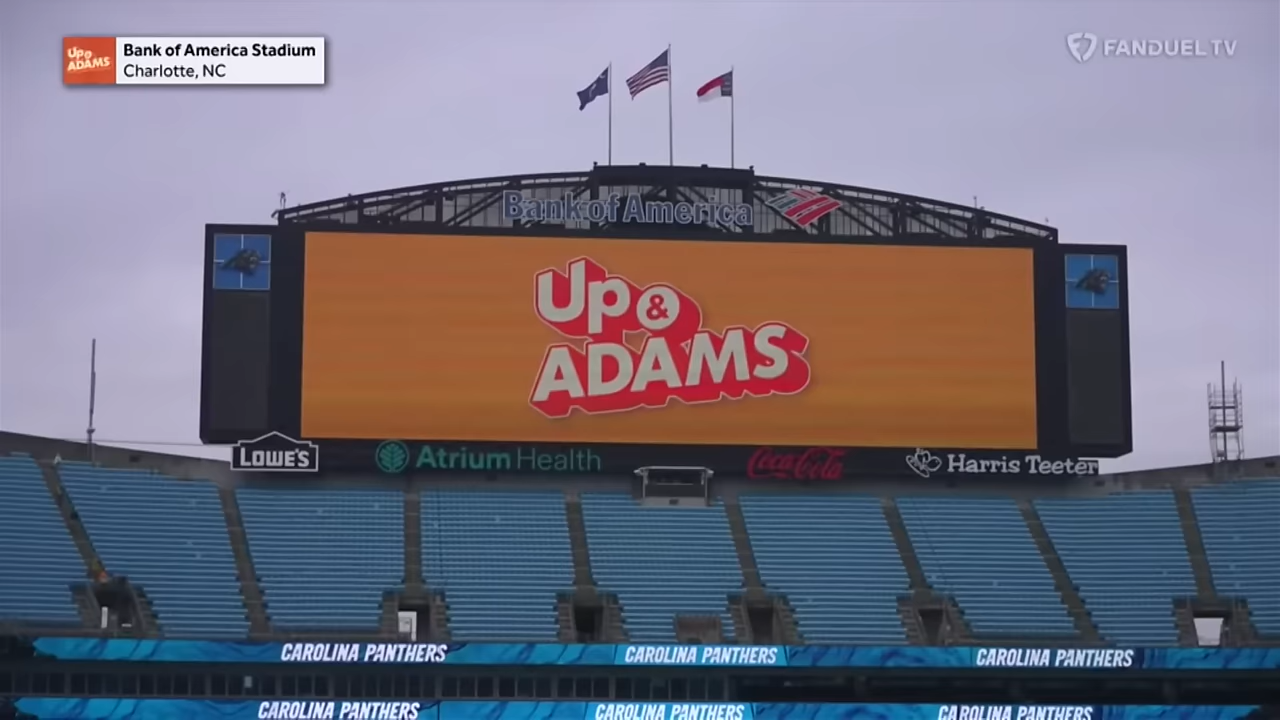 Up &
ADAMS
Bank of America Stadium
Charlotte, NC
FANDUEL TV
Bank of America
Up &
ADAMS
LOWE'S
Atrium Health
Coca-Cola
Harris Teeter
CAROLINA PANTHERS CAROLINA PANTHERS CAROLINA PANTHERS
CAROLINA PANTHERS CAROLINA PANTHERS CAROLINA PANTHERS